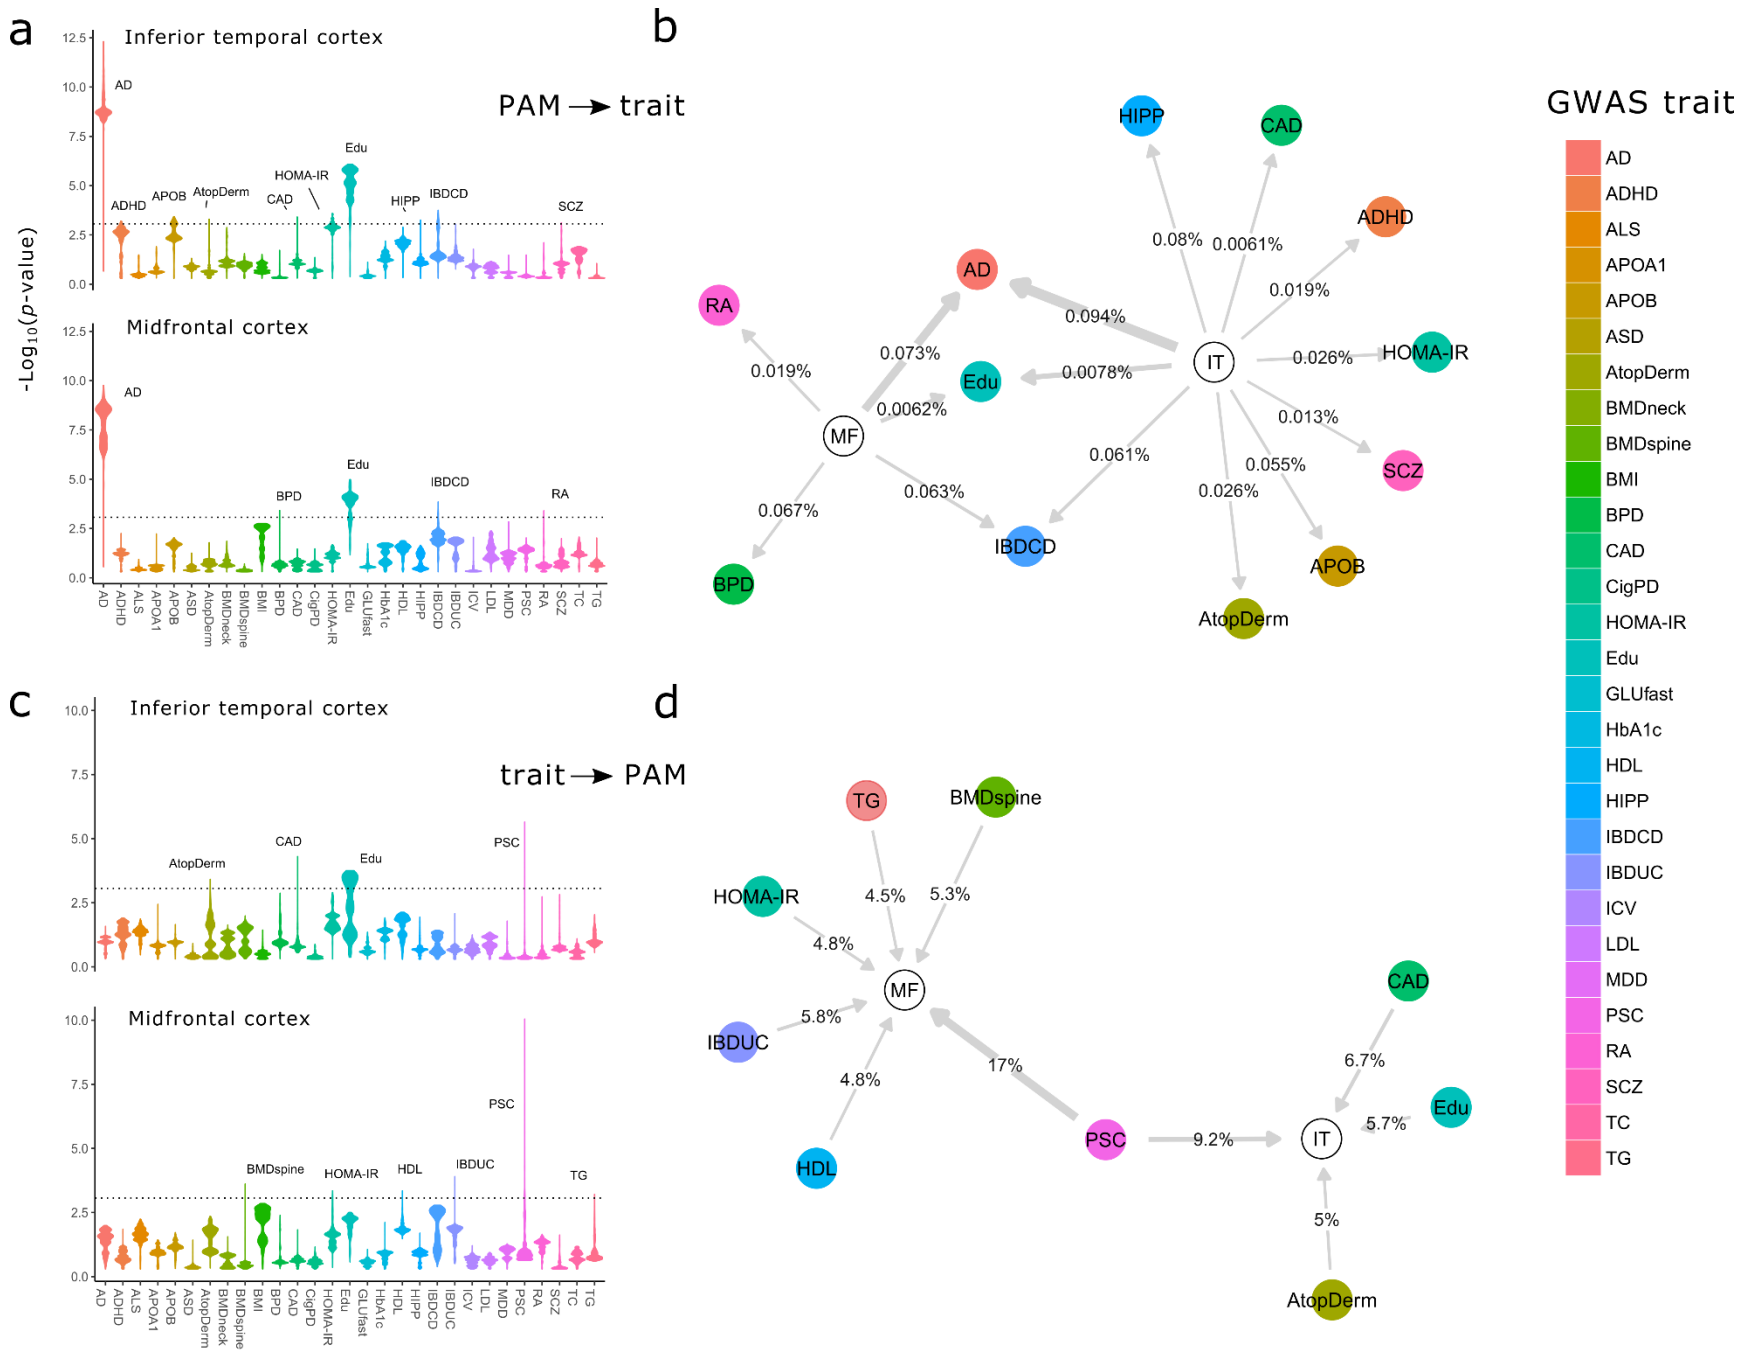 a
Inferior temporal cortex
12.5
10.0
7.5
5.0
2.5
0.0
AD
ADHD
APOB
AtopDerm
CAD
HOMA-IR
Edu
HIPP
IBDCD
SCZ
-Log10(p-value)
Midfrontal cortex
12.5
10.0
7.5
5.0
2.5
0.0
AD
BPD
Edu
IBDCD
RA
AD
ADHD
ALS
APOA1
APOB
ASD
AtopDerm
BMDneck
BMDspine
BMI
BPD
CAD
CigPD
HOMA-IR
Edu
GLUfast
HbA1c
HDL
HIPP
IBDCD
IBDUC
ICV
LDL
MDD
PSC
RA
SCZ
TC
TG
b
PAM → trait
HIPP
CAD
ADHD
AD
RA
HOMA-IR
IT
Edu
MF
SCZ
IBDCD
APOB
BPD
AtopDerm
0.08%
0.0061%
0.019%
0.094%
0.073%
0.026%
0.019%
0.0078%
0.0062%
0.013%
0.061%
0.055%
0.063%
0.026%
0.067%
c
Inferior temporal cortex
10.0
7.5
5.0
2.5
0.0
AtopDerm
CAD
Edu
PSC
Midfrontal cortex
10.0
7.5
5.0
2.5
0.0
BMDspine
HOMA-IR
HDL
IBDUC
PSC
TG
AD
ADHD
ALS
APOA1
APOB
ASD
AtopDerm
BMDneck
BMDspine
BMI
BPD
CAD
CigPD
HOMA-IR
Edu
GLUfast
HbA1c
HDL
HIPP
IBDCD
IBDUC
ICV
LDL
MDD
PSC
RA
SCZ
TC
TG
d
trait → PAM
TG
BMDspine
HOMA-IR
MF
CAD
IBDUC
Edu
PSC
IT
HDL
AtopDerm
4.5%
5.3%
4.8%
5.8%
4.8%
17%
6.7%
5.7%
9.2%
5%
GWAS trait
AD
ADHD
ALS
APOA1
APOB
ASD
AtopDerm
BMDneck
BMDspine
BMI
BPD
CAD
CigPD
HOMA-IR
Edu
GLUfast
HbA1c
HDL
HIPP
IBDCD
IBDUC
ICV
LDL
MDD
PSC
RA
SCZ
TC
TG